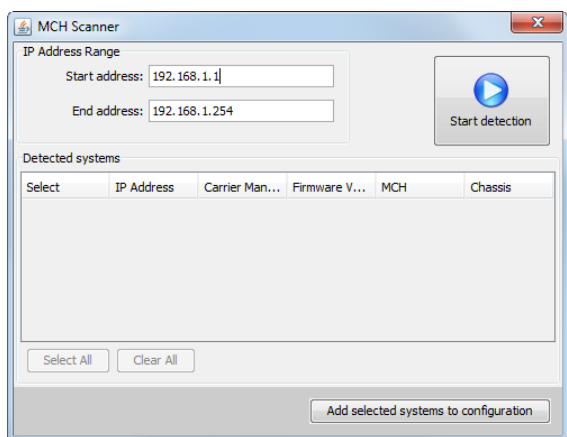 MCH Scanner
IP Address Range
Start address: 192.168.1.1
End address: 192.168.1.254
Start detection
Detected systems
Select IP Address Carrier Man... Firmware V... MCH Chassis
Select All Clear All
Add selected systems to configuration